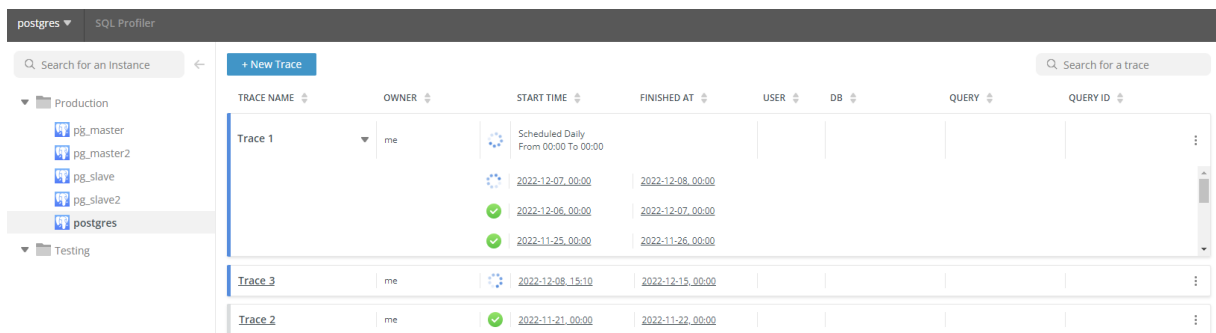 postgres SQL Profiler
Search for an Instance
+ New Trace
Search for a trace
TRACE NAME OWNER START TIME FINISHED AT USER DB QUERY QUERY ID
Production
pg_master
pg_master2
pg_slave
pg_slave2
postgres
Testing
Trace 1 me Scheduled Daily
From 00:00 To 00:00
2022-12-07, 00:00 2022-12-08, 00:00
2022-12-06, 00:00 2022-12-07, 00:00
2022-11-25, 00:00 2022-11-26, 00:00
Trace 3 me 2022-12-08, 15:10 2022-12-15, 00:00
Trace 2 me 2022-11-21, 00:00 2022-11-22, 00:00